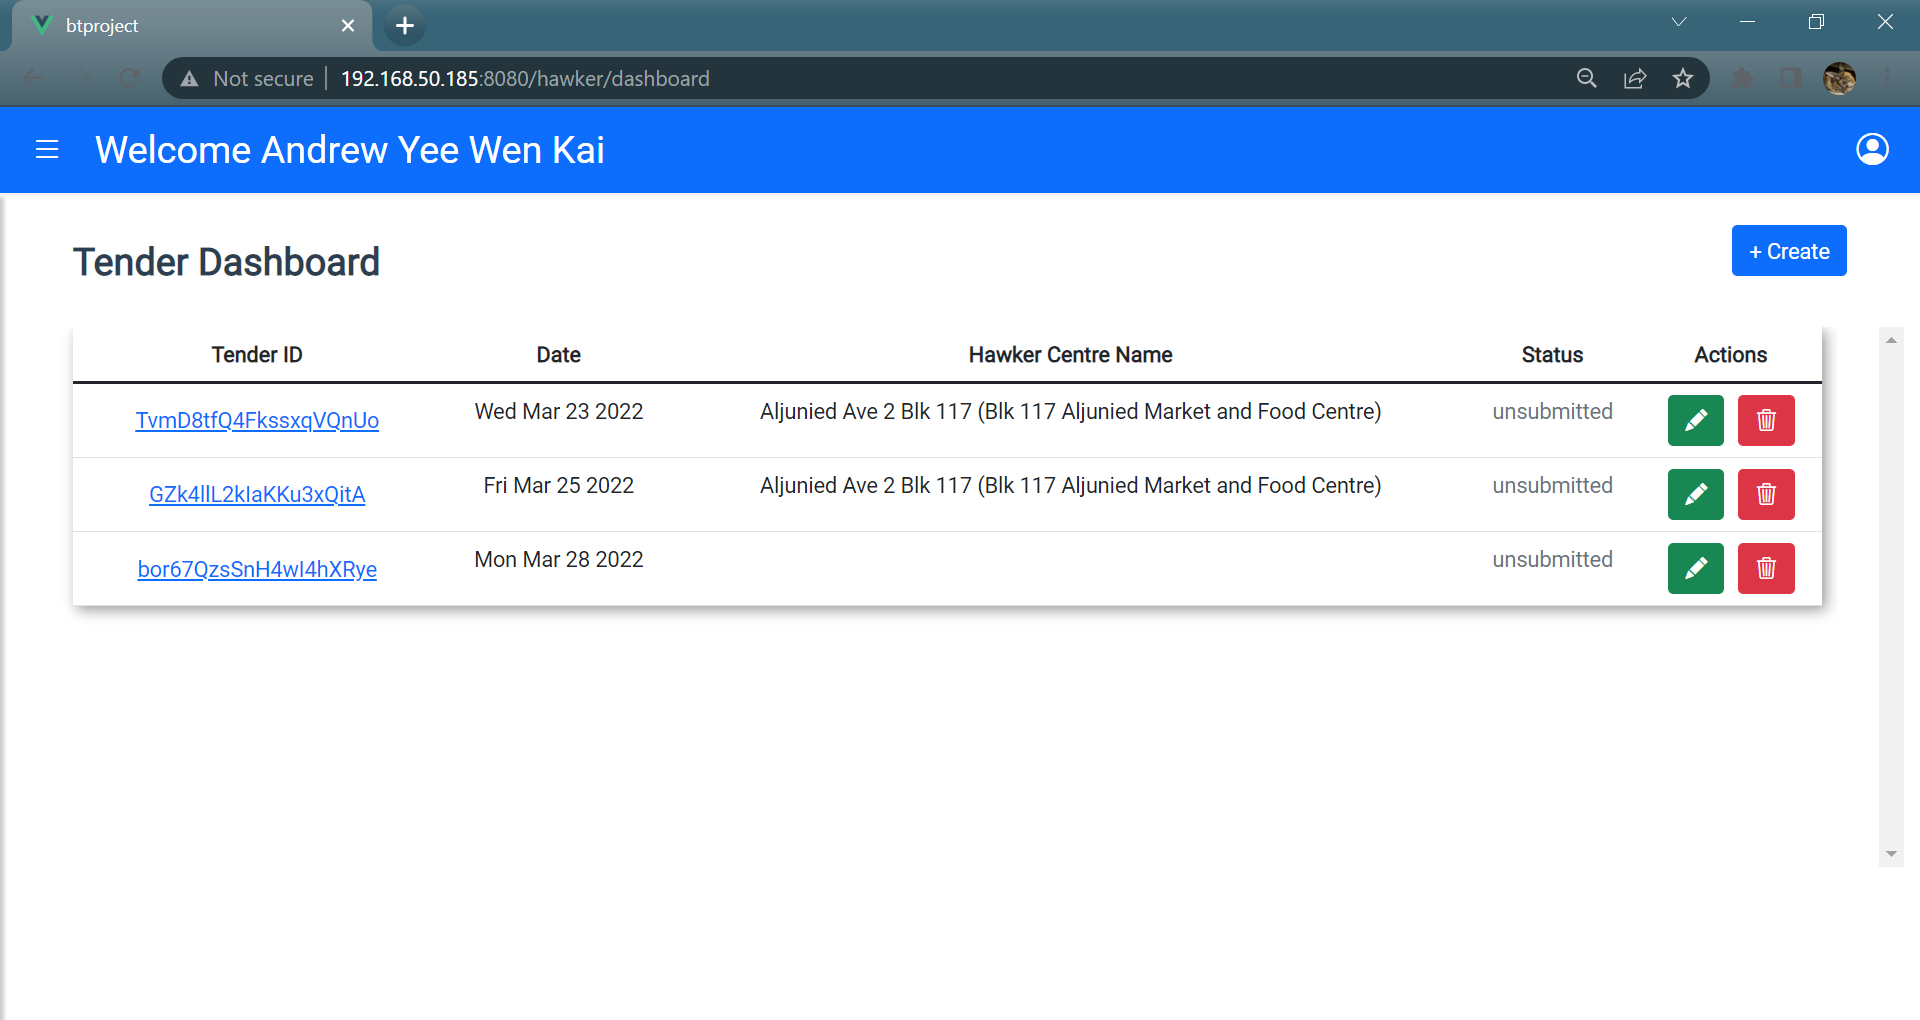 btproject
Not secure 192.168.50.185:8080/hawker/dashboard
Welcome Andrew Yee Wen Kai
Tender Dashboard
+ Create
Tender ID Date Hawker Centre Name Status Actions
TvmD8tfQ4FkssxqVQnUo Wed Mar 23 2022 Aljunied Ave 2 Blk 117 (Blk 117 Aljunied Market and Food Centre) unsubmitted
GZk4llL2kIaKKu3xQitA Fri Mar 25 2022 Aljunied Ave 2 Blk 117 (Blk 117 Aljunied Market and Food Centre) unsubmitted
bor67QzsSnH4wI4hXRye Mon Mar 28 2022 unsubmitted